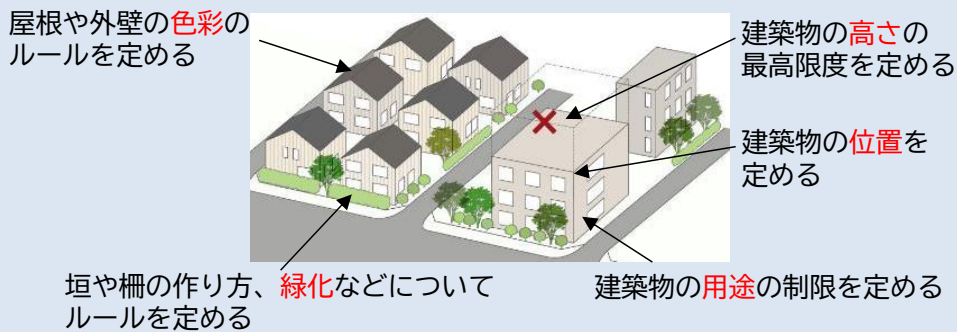 屋根や外壁の色彩の
ルールを定める
建築物の高さの
最高限度を定める
建築物の位置を
定める
垣や柵の作り方、緑化などについて
ルールを定める
建築物の用途の制限を定める